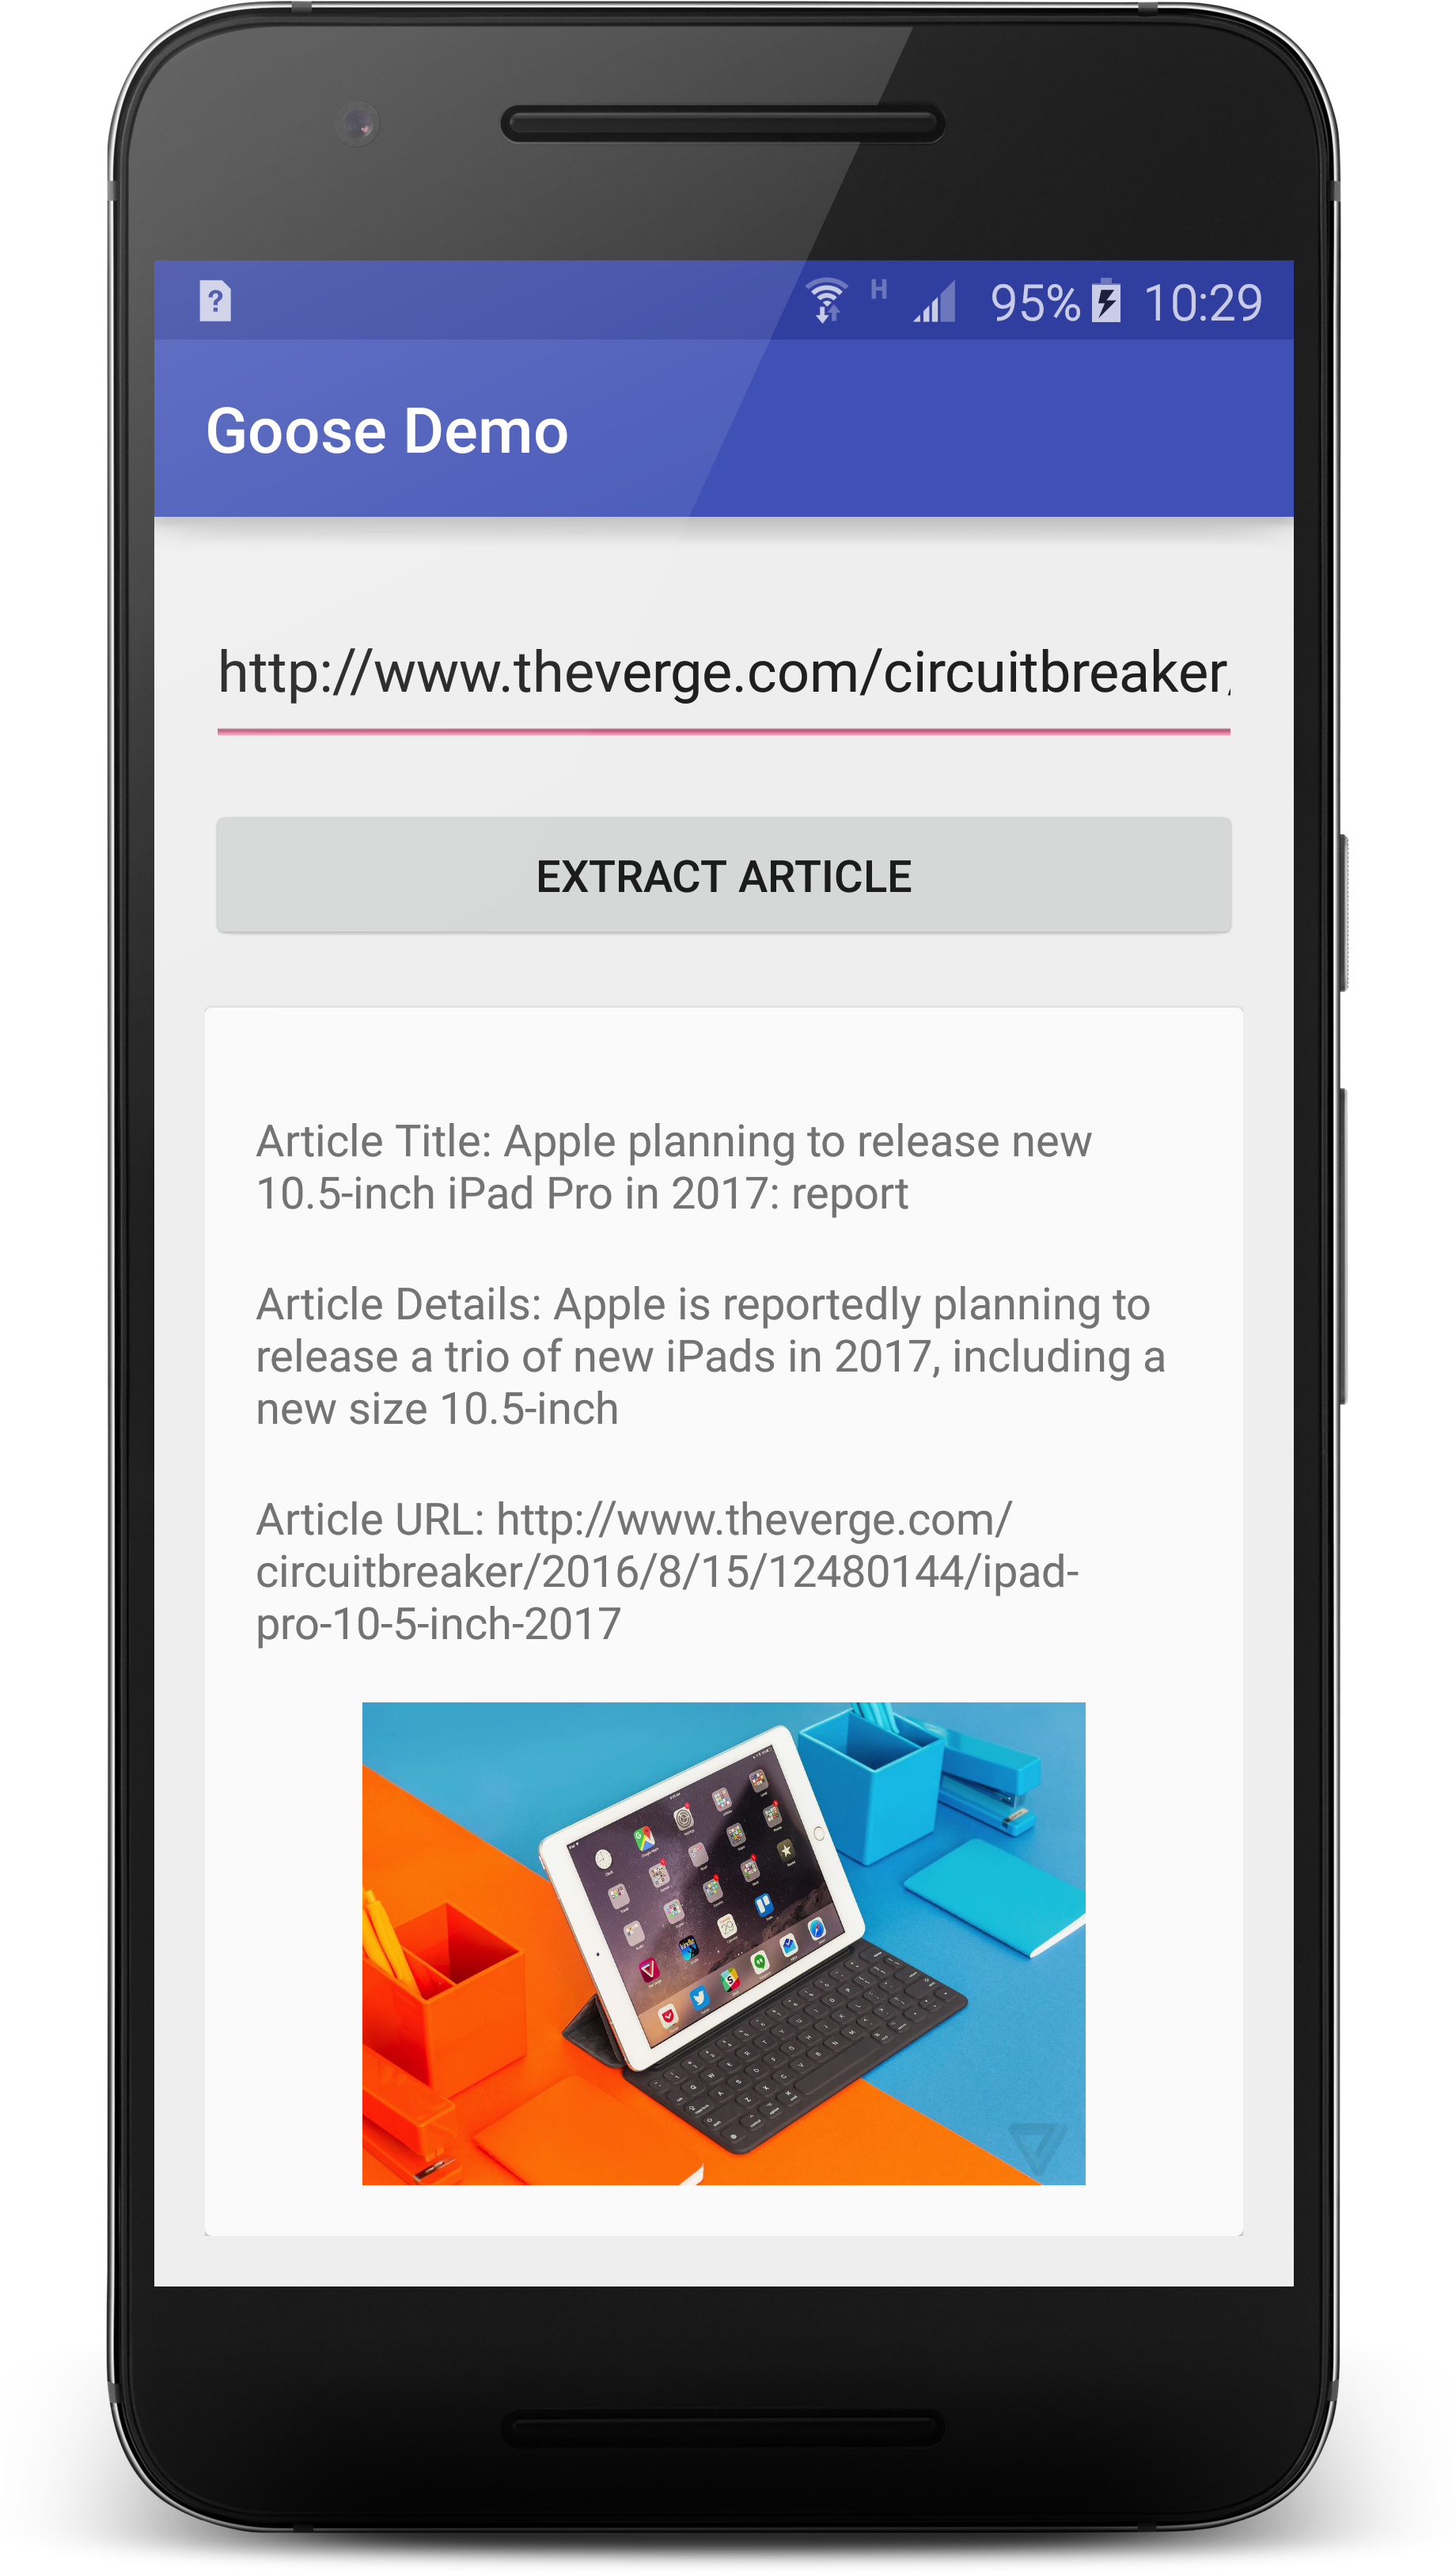 H 95% 10:29
Goose Demo
http://www.theverge.com/circuitbreaker/
EXTRACT ARTICLE
Article Title: Apple planning to release new
10.5-inch iPad Pro in 2017: report
Article Details: Apple is reportedly planning to
release a trio of new iPads in 2017, including a
new size 10.5-inch
Article URL: http://www.theverge.com/
circuitbreaker/2016/8/15/12480144/ipad-
pro-10-5-inch-2017